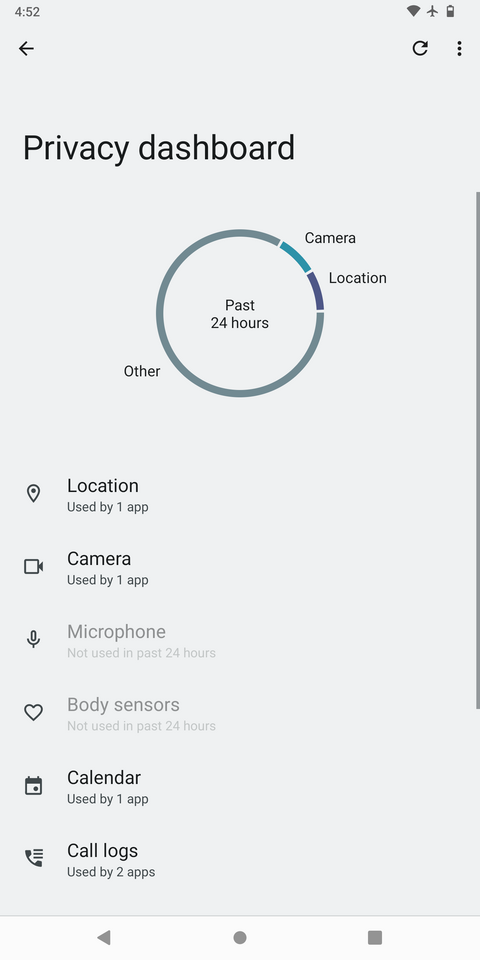 4:52
Privacy dashboard
Camera
Location
Past
24 hours
Other
Location
Used by 1 app
Camera
Used by 1 app
Microphone
Not used in past 24 hours
Body sensors
Not used in past 24 hours
Calendar
Used by 1 app
Call logs
Used by 2 apps